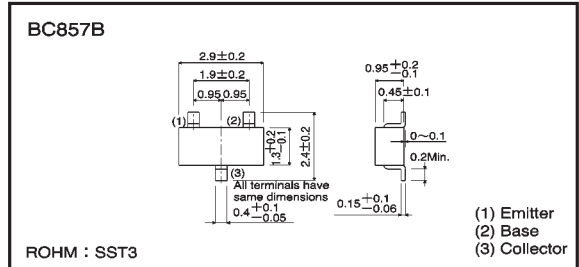 BC857B
2.9±0.2
1.9±0.2
0.95 0.95
(1)
(2)
(3)
1.3+0.2−0.1
2.4±0.2
All terminals have
same dimensions
0.4+0.1−0.05
0.95+0.2−0.1
0.45±0.1
0~0.1
0.2Min.
0.15+0.1−0.06
(1) Emitter
(2) Base
(3) Collector
ROHM : SST3